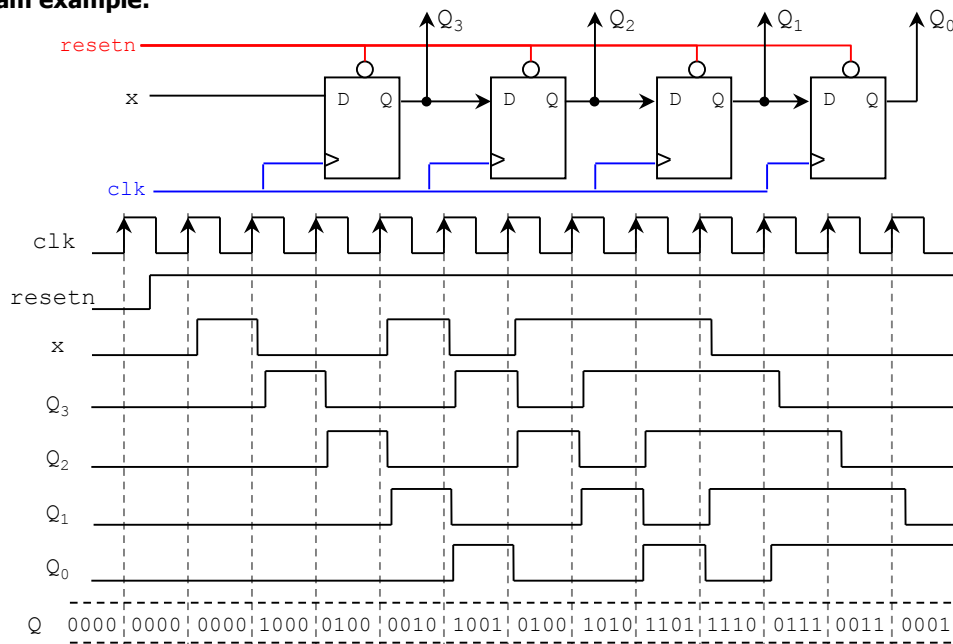 am example:
Q3 Q2 Q1 Q0
resetn
x D Q D Q D Q D Q
clk
clk
resetn
x
Q3
Q2
Q1
Q0
Q 0000 0000 0000 1000 0100 0010 1001 0100 1010 1101 1110 0111 0011 0001